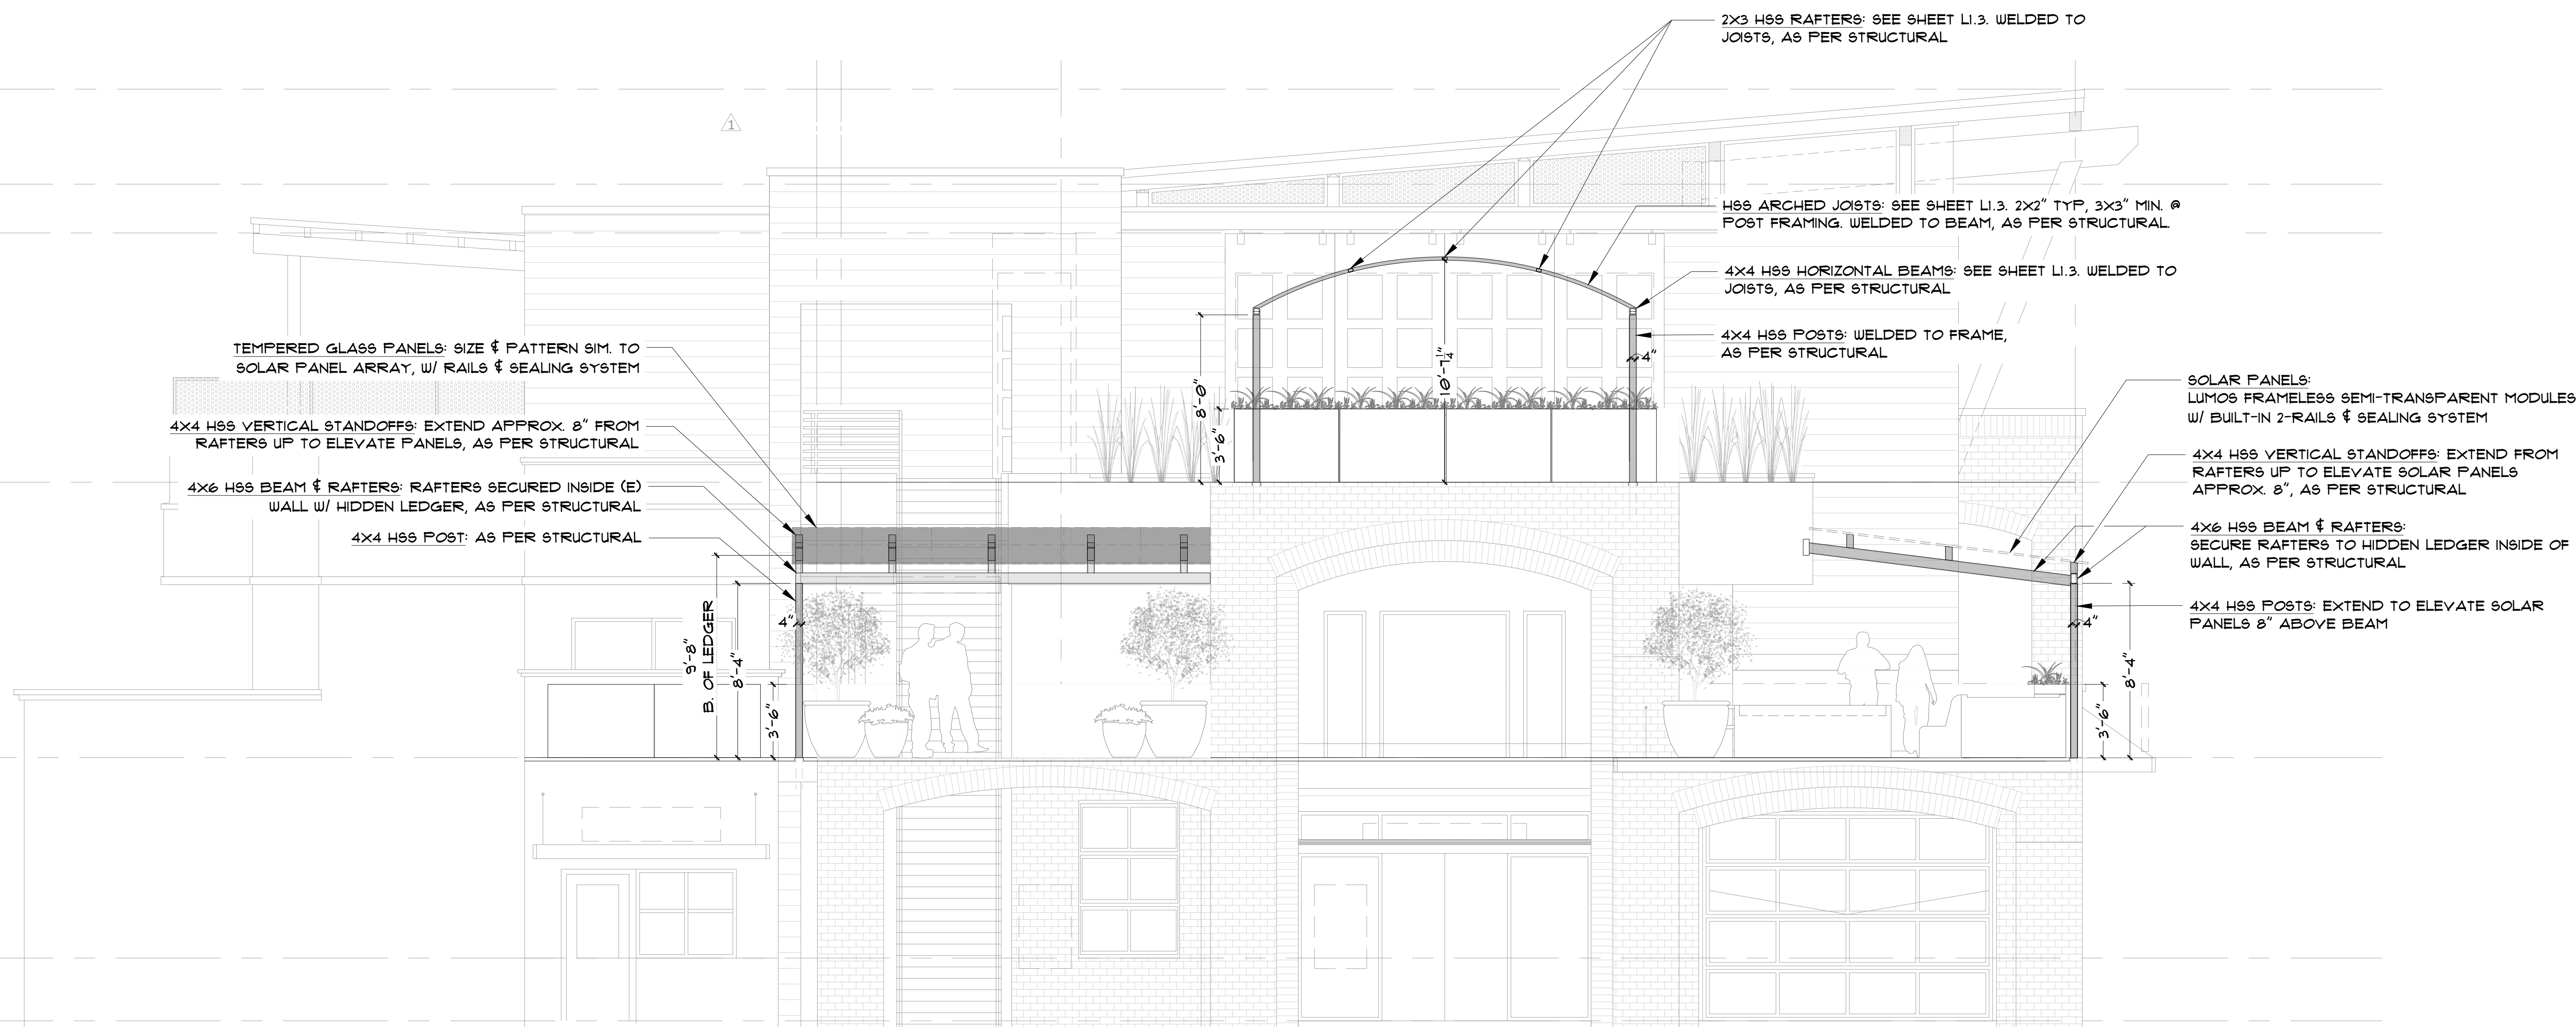 2X3 HSS RAFTERS: SEE SHEET L1.3. WELDED TO
JOISTS, AS PER STRUCTURAL
1
HSS ARCHED JOISTS: SEE SHEET L1.3. 2X2" TYP, 3X3" MIN. @
POST FRAMING. WELDED TO BEAM, AS PER STRUCTURAL.
4X4 HSS HORIZONTAL BEAMS: SEE SHEET L1.3. WELDED TO
JOISTS, AS PER STRUCTURAL
4X4 HSS POSTS: WELDED TO FRAME,
AS PER STRUCTURAL
4"
10'-7 1/4"
8'-0"
3'-6"
TEMPERED GLASS PANELS: SIZE & PATTERN SIM. TO
SOLAR PANEL ARRAY, W/ RAILS & SEALING SYSTEM
4X4 HSS VERTICAL STANDOFFS: EXTEND APPROX. 8" FROM
RAFTERS UP TO ELEVATE PANELS, AS PER STRUCTURAL
4X6 HSS BEAM & RAFTERS: RAFTERS SECURED INSIDE (E)
WALL W/ HIDDEN LEDGER, AS PER STRUCTURAL
4X4 HSS POST: AS PER STRUCTURAL
9'-8"
B. OF LEDGER
8'-4"
3'-6"
4"
SOLAR PANELS:
LUMOS FRAMELESS SEMI-TRANSPARENT MODULES
W/ BUILT-IN 2-RAILS & SEALING SYSTEM
4X4 HSS VERTICAL STANDOFFS: EXTEND FROM
RAFTERS UP TO ELEVATE SOLAR PANELS
APPROX. 8", AS PER STRUCTURAL
4X6 HSS BEAM & RAFTERS:
SECURE RAFTERS TO HIDDEN LEDGER INSIDE OF
WALL, AS PER STRUCTURAL
4X4 HSS POSTS: EXTEND TO ELEVATE SOLAR
PANELS 8" ABOVE BEAM
4"
8'-4"
3'-6"